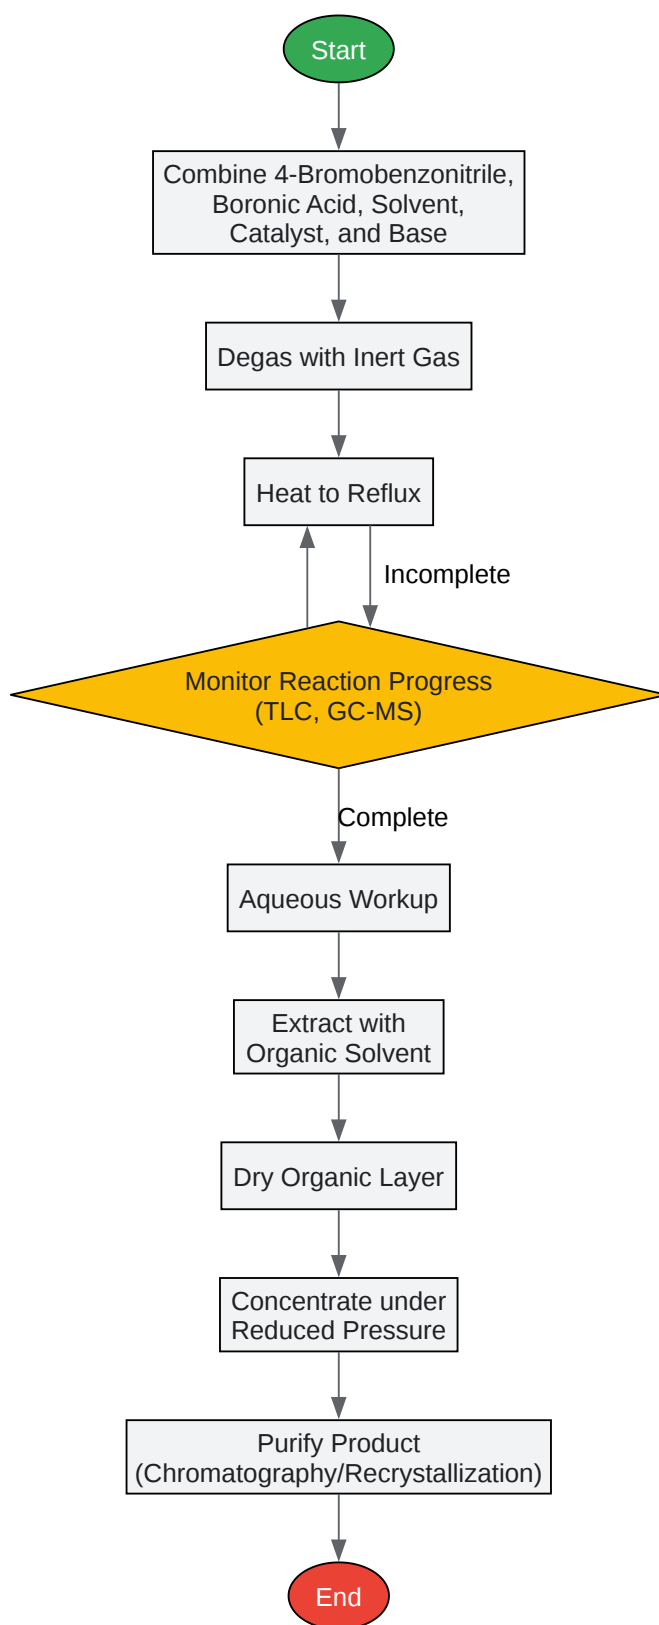 Start
Combine 4-Bromobenzonitrile,
Boronic Acid, Solvent,
Catalyst, and Base
Degas with Inert Gas
Heat to Reflux
Incomplete
Monitor Reaction Progress
(TLC, GC-MS)
Complete
Aqueous Workup
Extract with
Organic Solvent
Dry Organic Layer
Concentrate under
Reduced Pressure
Purify Product
(Chromatography/Recrystallization)
End